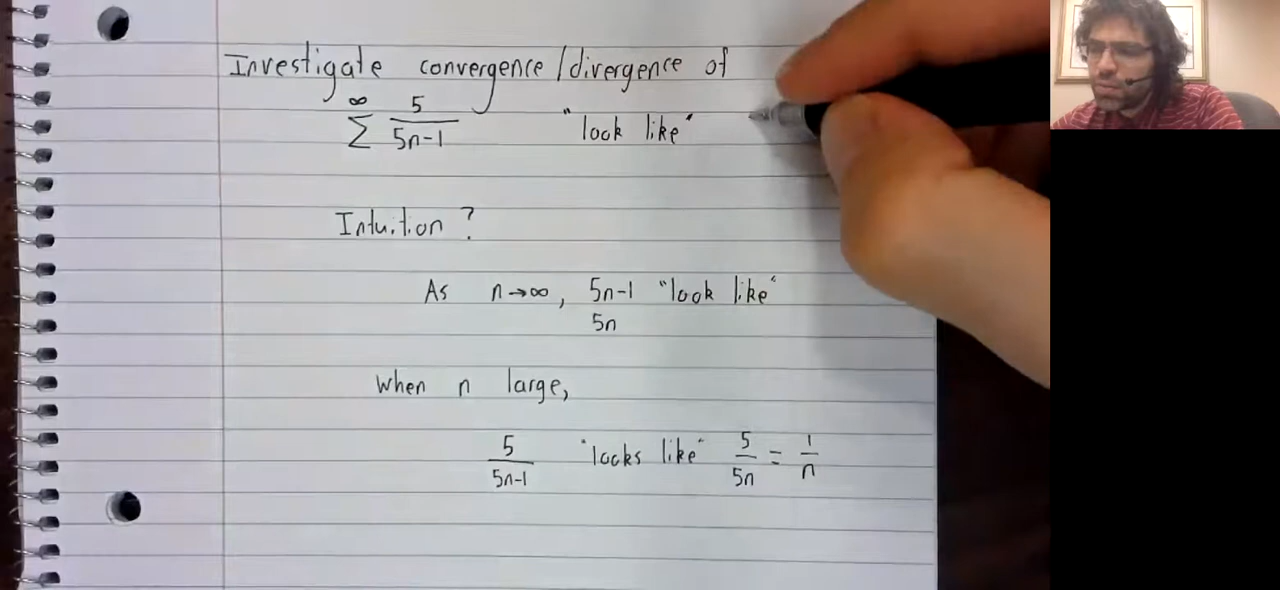 Investigate convergence/divergence of
∞ 5
Σ ―― "look like"
5n-1
Intuition?
As n→∞, 5n-1 "look like"
5n
when n large,
5/(5n-1) "looks like" 5/5n = 1/n